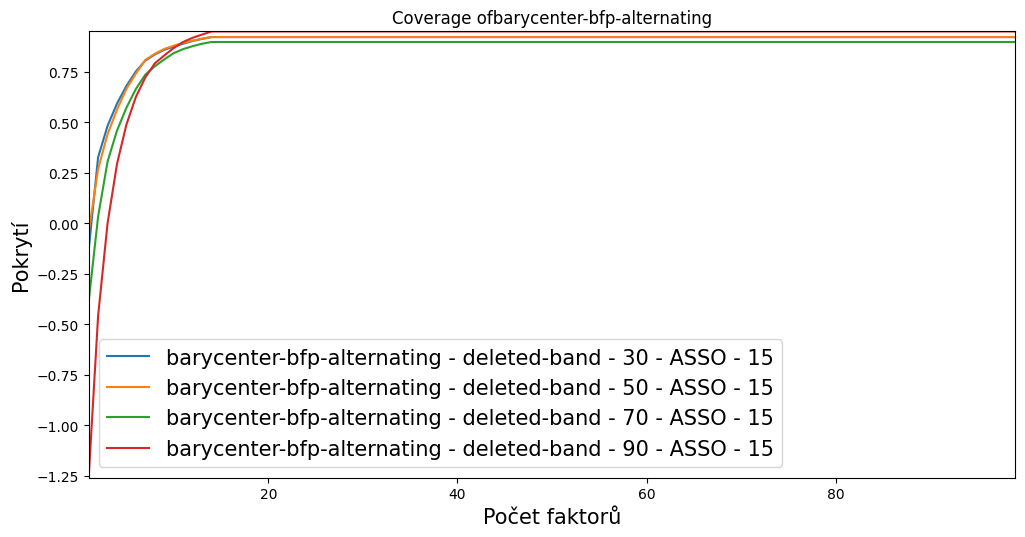 Coverage ofbarycenter-bfp-alternating
0.75
0.50
0.25
0.00
−0.25
−0.50
−0.75
−1.00
−1.25
Pokrytí
barycenter-bfp-alternating - deleted-band - 30 - ASSO - 15
barycenter-bfp-alternating - deleted-band - 50 - ASSO - 15
barycenter-bfp-alternating - deleted-band - 70 - ASSO - 15
barycenter-bfp-alternating - deleted-band - 90 - ASSO - 15
20 40 60 80
Počet faktorů